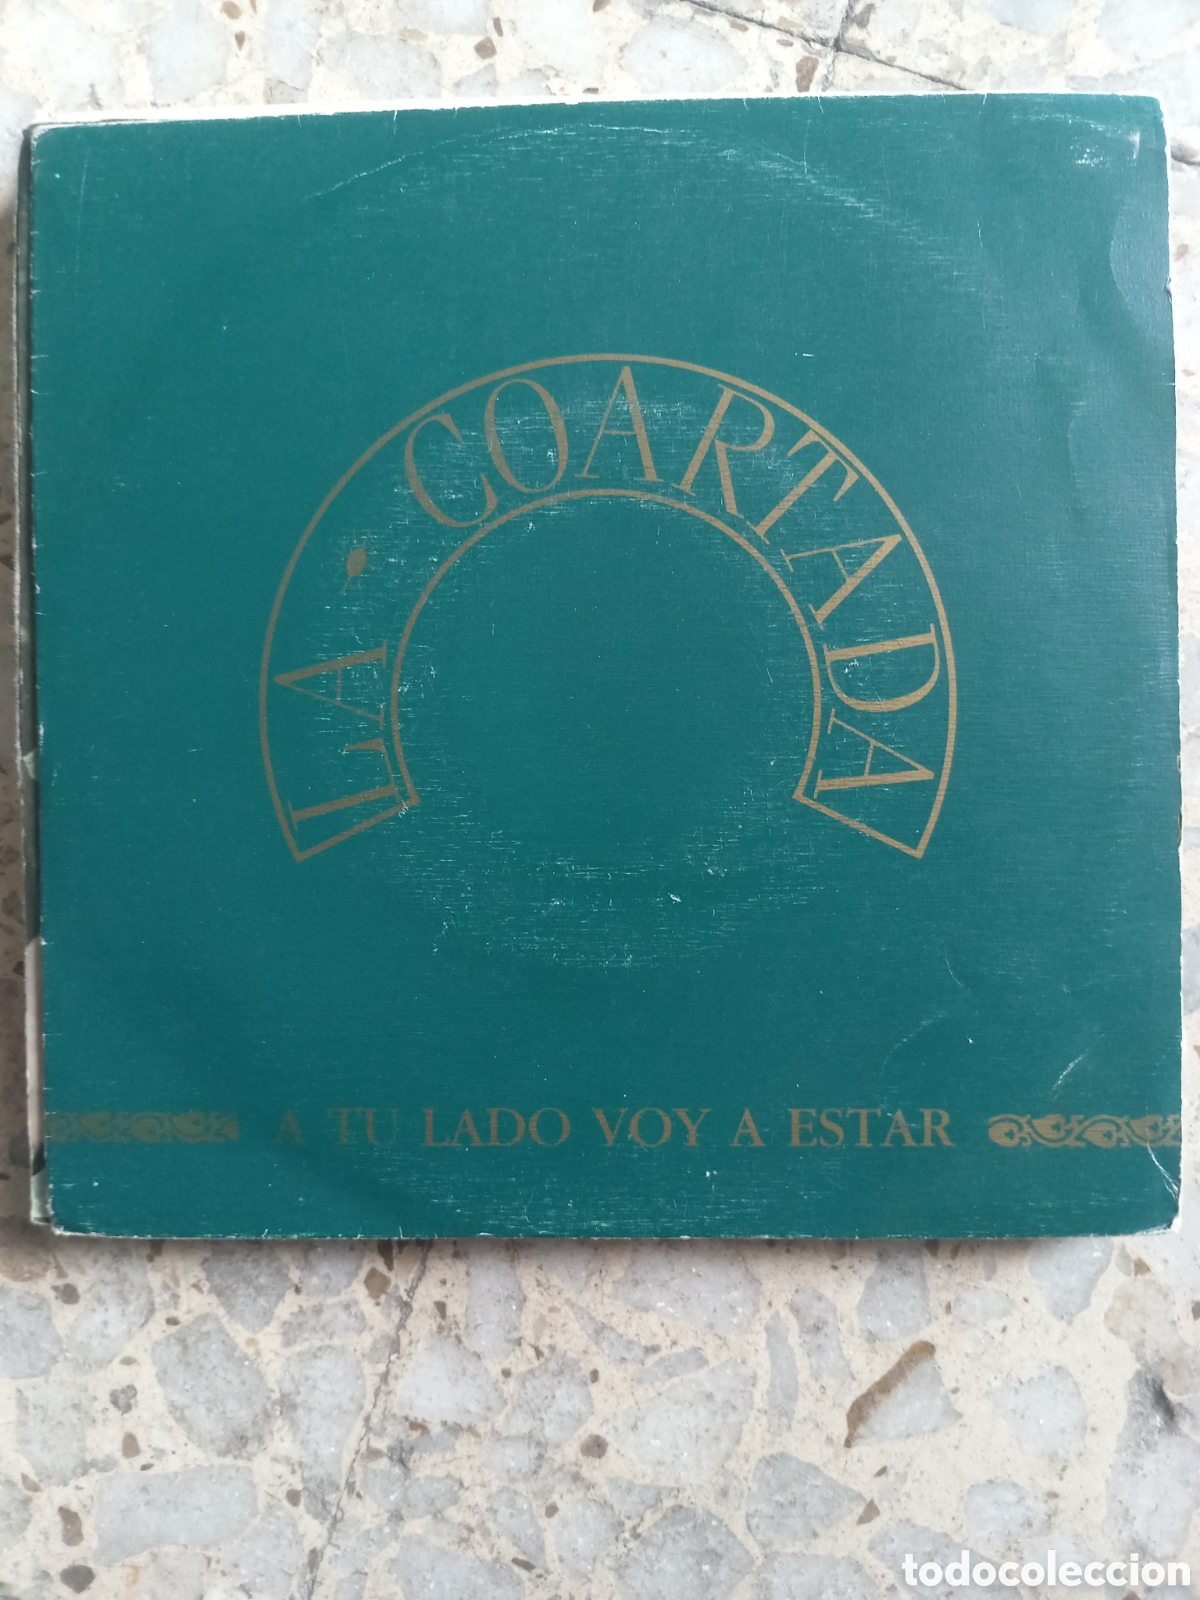 LA · COARTADA
A TU LADO VOY A ESTAR
todocoleccion